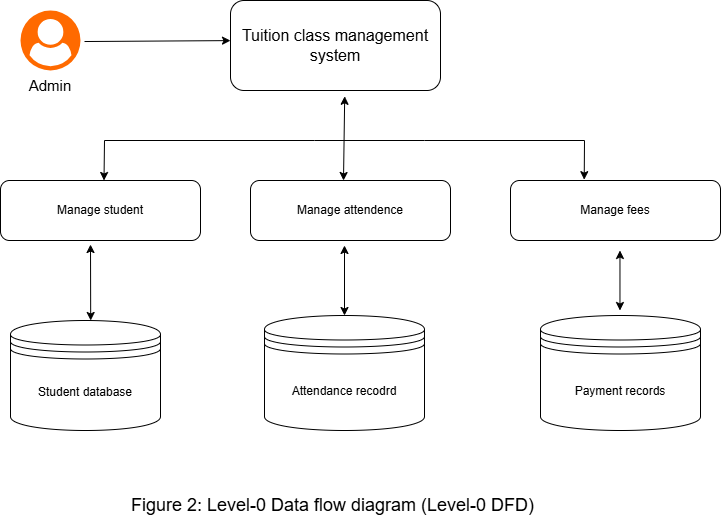 Tuition class management
system
Admin
Manage student
Manage attendence
Manage fees
Student database
Attendance recodrd
Payment records
Figure 2: Level-0 Data flow diagram (Level-0 DFD)